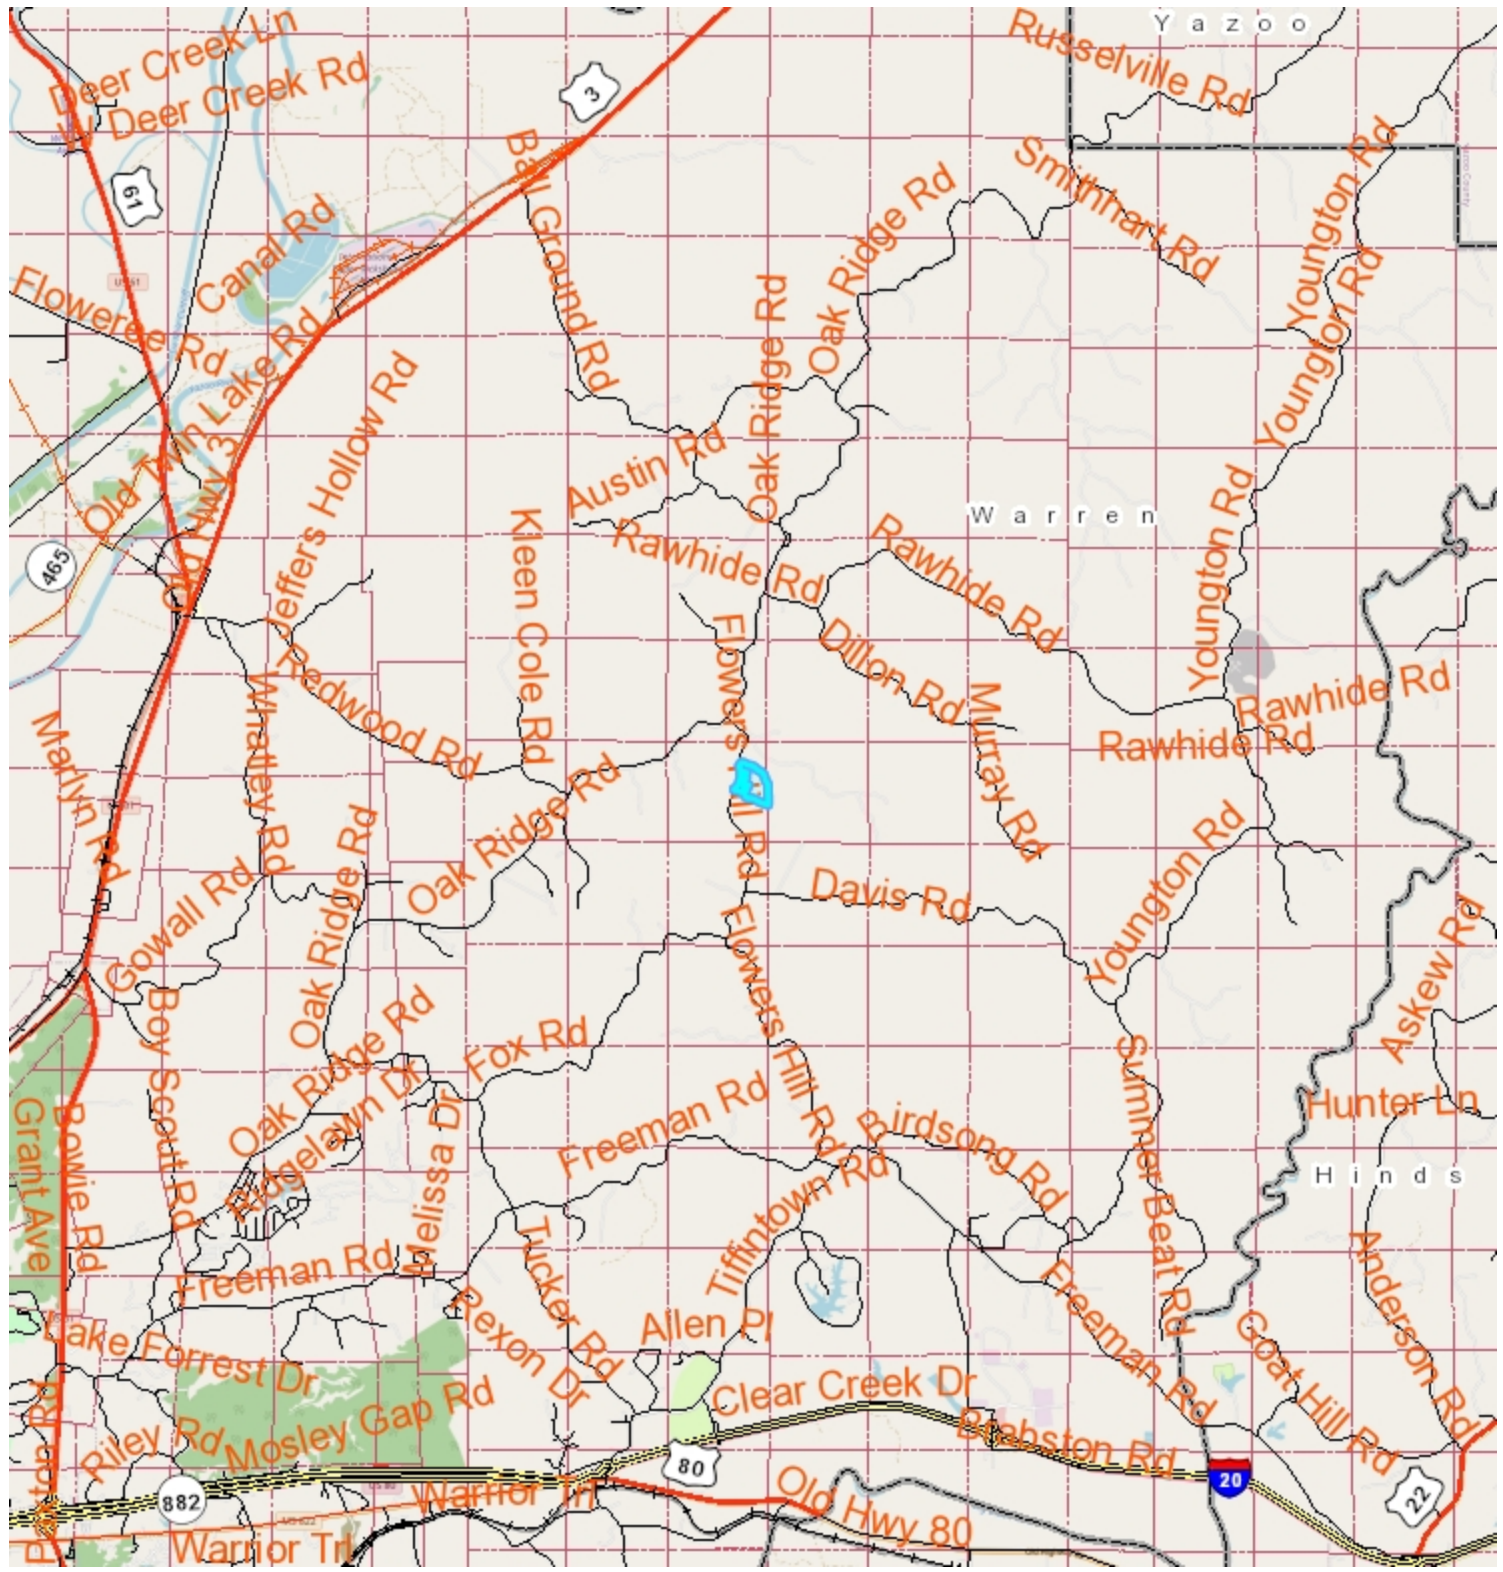 Yazoo
Russelville Rd
Deer Creek Ln
W Deer Creek Rd
3
Ball Ground Rd
Smithhart Rd
Youngton Rd
61
Canal Rd
Oak Ridge Rd
US 61
Floweree Rd
Oak Ridge Rd
Youngton Rd
Old Twin Lake Rd
Old Hwy 3
Jeffers Hollow Rd
Austin Rd
Warren
465
Kleen Cole Rd
Rawhide Rd
Rawhide Rd
Youngton Rd
Flowers Hill Rd
Dillon Rd
Redwood Rd
Whatley Rd
Murray Rd
Rawhide Rd
Rawhide Rd
Marlyn Rd
Oak Ridge Rd
Oak Ridge Rd
Youngton Rd
Davis Rd
Gowall Rd
Flowers Hill Rd
Askew Rd
Boy Scout Rd
Oak Ridge Rd
Fox Rd
Summer Beat Rd
Ridgelawn Dr
Melissa Dr
Freeman Rd
Birdsong Rd
Hunter Ln
Grant Ave
Bowie Rd
Hinds
Tiffintown Rd
Freeman Rd
Tucker Rd
Rexon Dr
Allen Pl
Freeman Rd
Anderson Rd
Goat Hill Rd
Lake Forrest Dr
Clear Creek Dr
Riley Rd
Mosley Gap Rd
Brabston Rd
Paxton Rd
80
20
22
882
Warrior Trl
Old Hwy 80
Warrior Trl